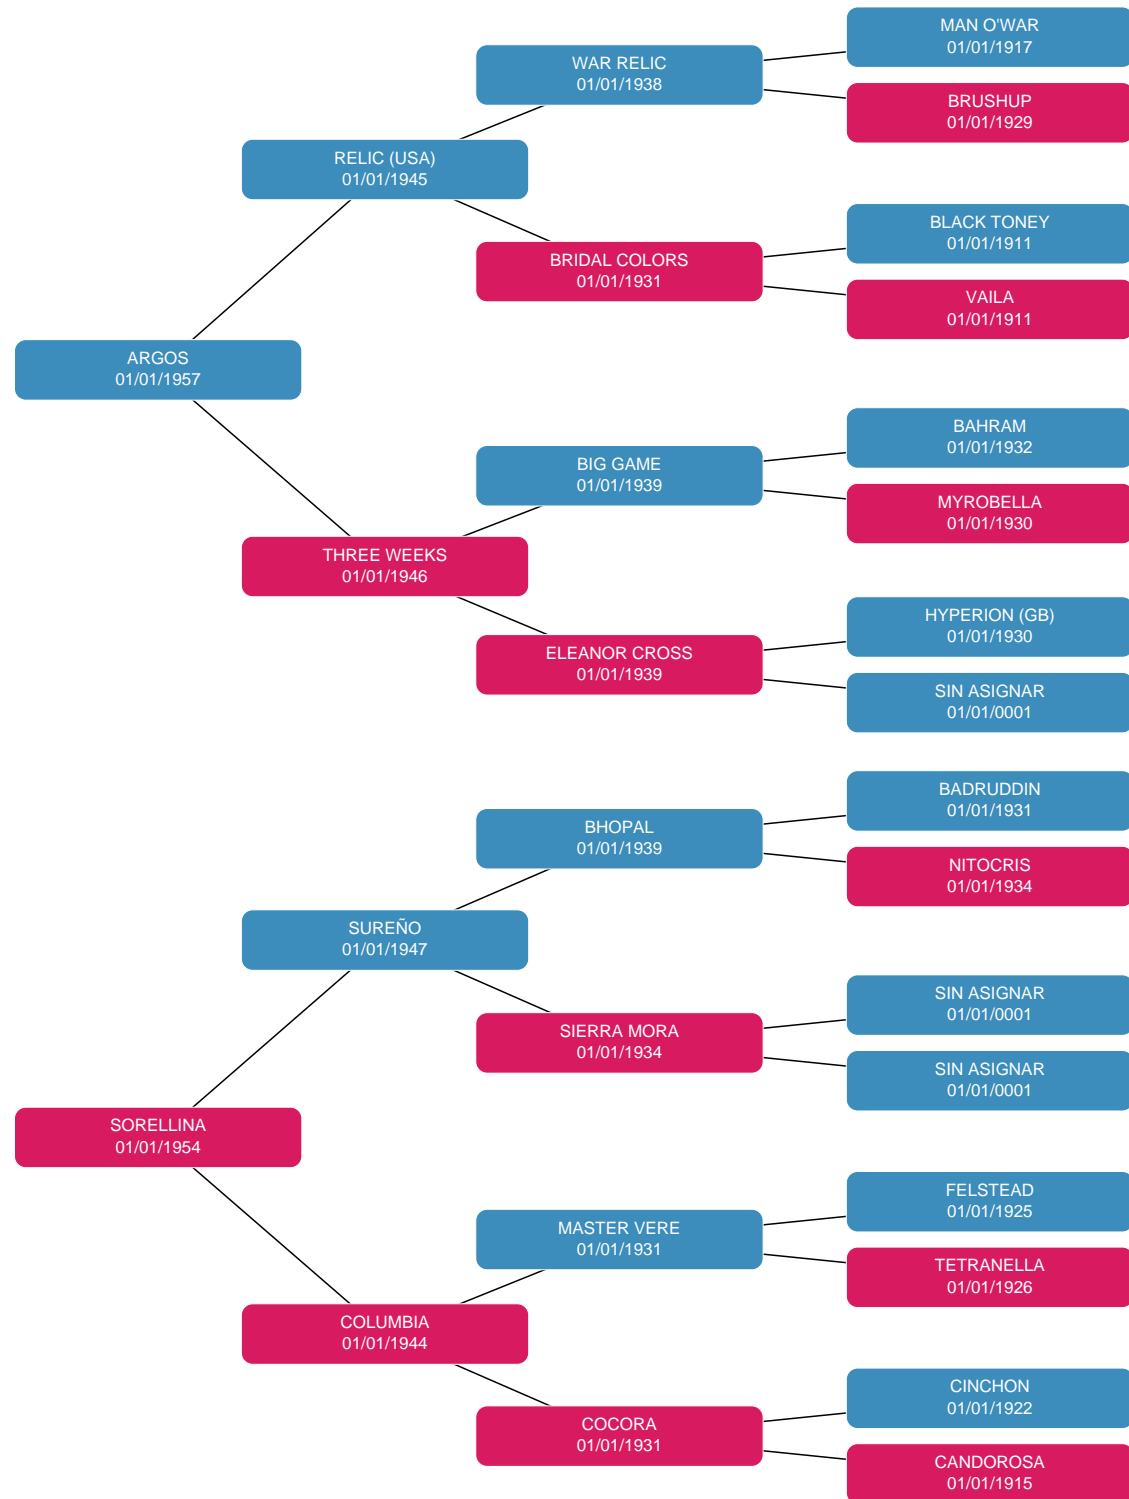 MAN O'WAR
01/01/1917
WAR RELIC
01/01/1938
BRUSHUP
01/01/1929
RELIC (USA)
01/01/1945
BLACK TONEY
01/01/1911
BRIDAL COLORS
01/01/1931
VAILA
01/01/1911
ARGOS
01/01/1957
BAHRAM
01/01/1932
BIG GAME
01/01/1939
MYROBELLA
01/01/1930
THREE WEEKS
01/01/1946
HYPERION (GB)
01/01/1930
ELEANOR CROSS
01/01/1939
SIN ASIGNAR
01/01/0001
BADRUDDIN
01/01/1931
BHOPAL
01/01/1939
NITOCRIS
01/01/1934
SUREÑO
01/01/1947
SIN ASIGNAR
01/01/0001
SIERRA MORA
01/01/1934
SIN ASIGNAR
01/01/0001
SORELLINA
01/01/1954
FELSTEAD
01/01/1925
MASTER VERE
01/01/1931
TETRANELLA
01/01/1926
COLUMBIA
01/01/1944
CINCHON
01/01/1922
COCORA
01/01/1931
CANDOROSA
01/01/1915